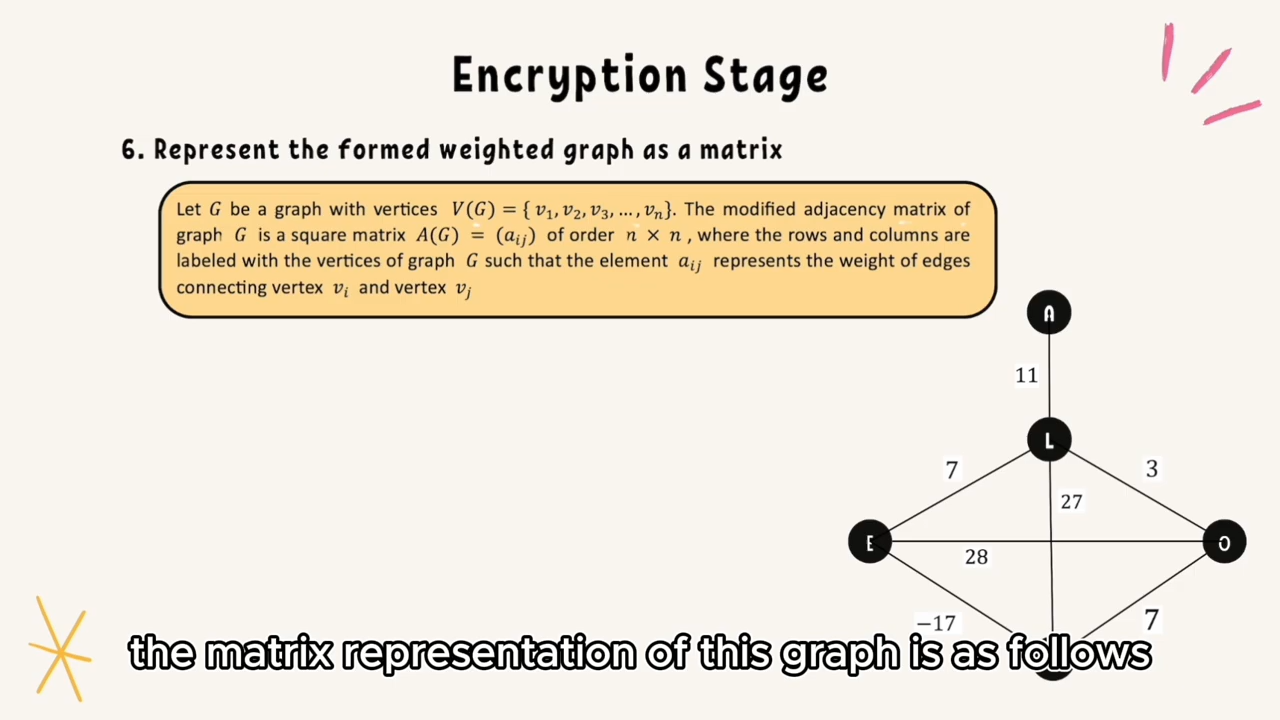 Encryption Stage
6. Represent the formed weighted graph as a matrix
Let G be a graph with vertices V(G) = { v₁, v₂, v₃, ..., vₙ}. The modified adjacency matrix of
graph G is a square matrix A(G) = (aᵢⱼ) of order n × n , where the rows and columns are
labeled with the vertices of graph G such that the element aᵢⱼ represents the weight of edges
connecting vertex vᵢ and vertex vⱼ
A
11
L
7
3
27
E
O
28
−17
7
the matrix representation of this graph is as follows